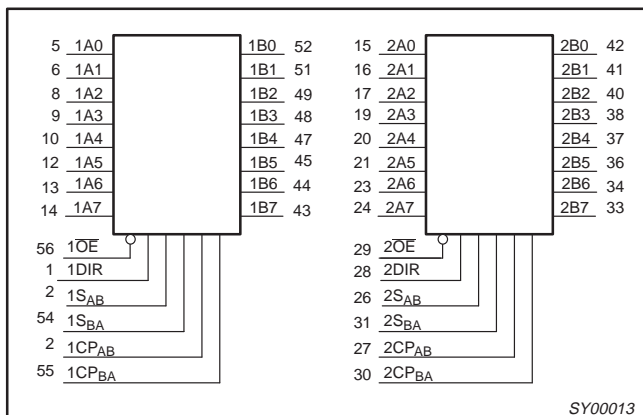 5 1A0 1B0 52 15 2A0 2B0 42
6 1A1 1B1 51 16 2A1 2B1 41
8 1A2 1B2 49 17 2A2 2B2 40
9 1A3 1B3 48 19 2A3 2B3 38
10 1A4 1B4 47 20 2A4 2B4 37
12 1A5 1B5 45 21 2A5 2B5 36
13 1A6 1B6 44 23 2A6 2B6 34
14 1A7 1B7 43 24 2A7 2B7 33
56 1O̅E̅ 29 2O̅E̅
1 1DIR 28 2DIR
2 1SAB 26 2SAB
54 1SBA 31 2SBA
2 1CPAB 27 2CPAB
55 1CPBA 30 2CPBA
SY00013